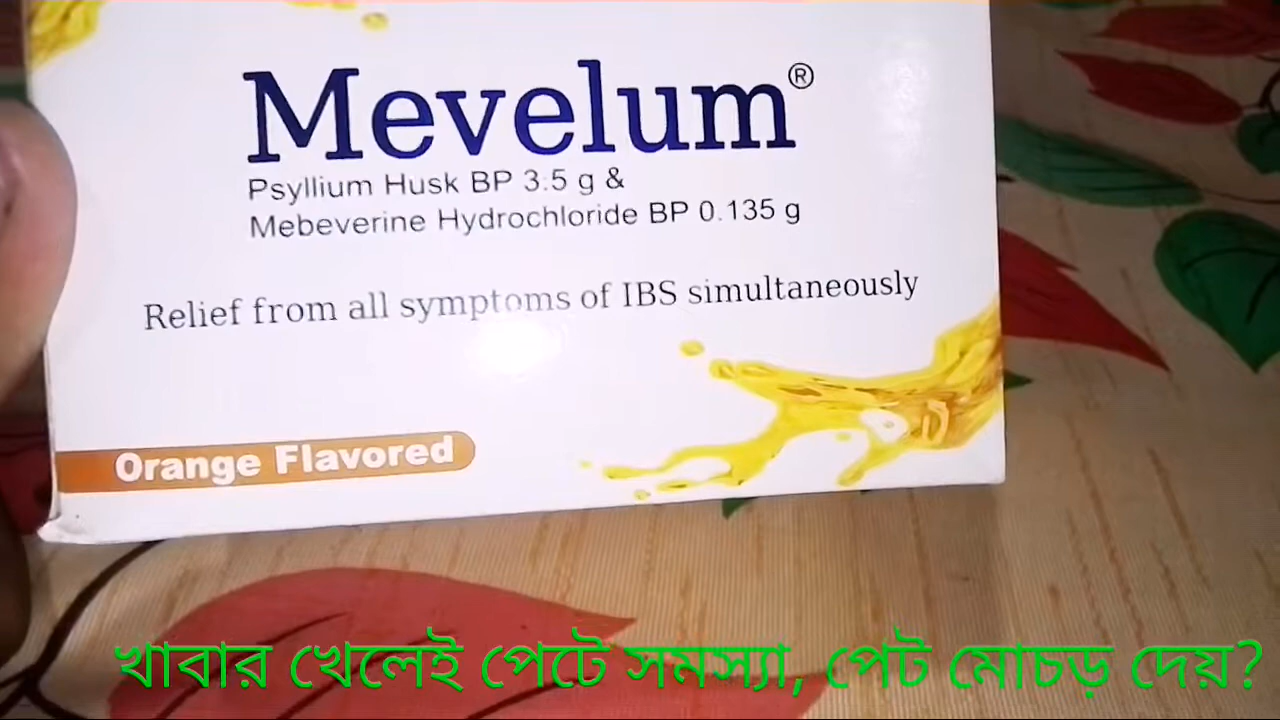 Mevelum®
Psyllium Husk BP 3.5 g &
Mebeverine Hydrochloride BP 0.135 g
Relief from all symptoms of IBS simultaneously
Orange Flavored
খাবার খেলেই পেটে সমস্যা, পেট মোচড় দেয়?